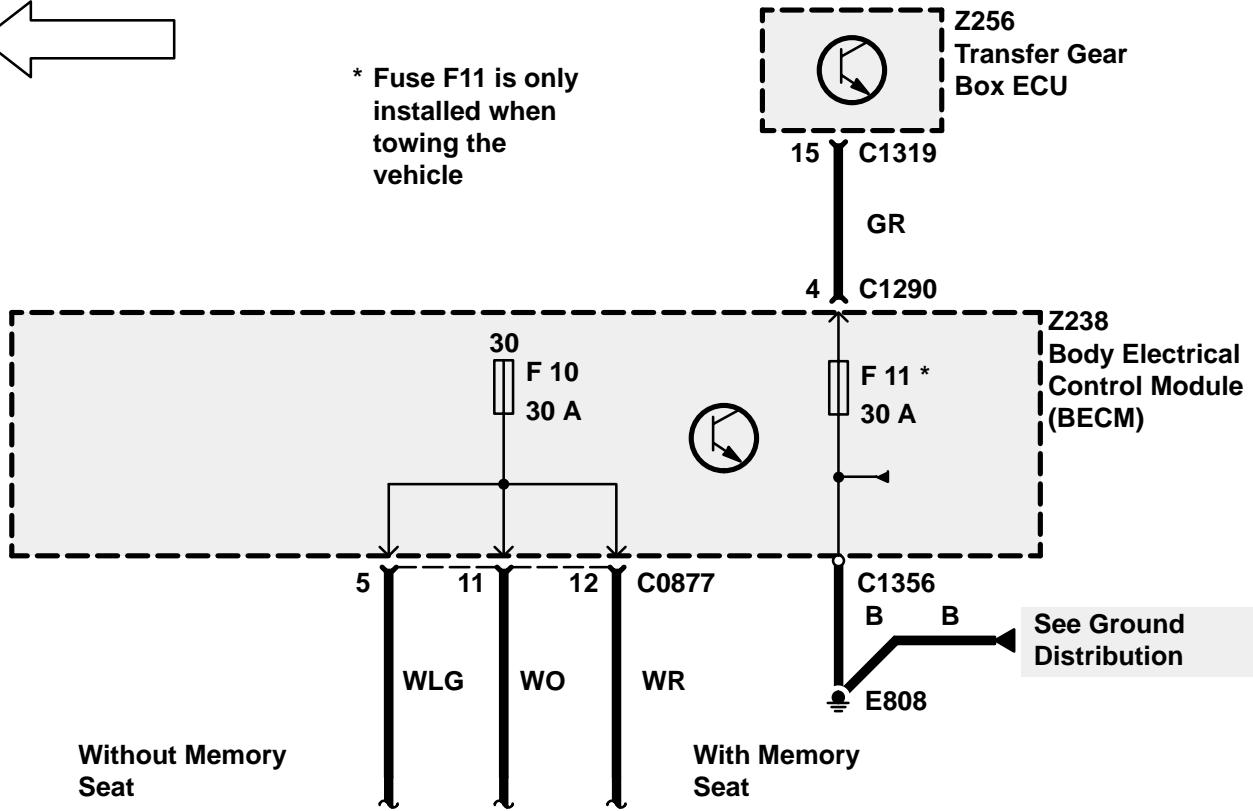 Z256
Transfer Gear
Box ECU
* Fuse F11 is only
installed when
towing the
vehicle
15 C1319
GR
4 C1290
Z238
Body Electrical
Control Module
(BECM)
30
F 10
30 A
F 11 *
30 A
5 11 12 C0877
C1356
B B
See Ground
Distribution
WLG WO WR
E808
Without Memory
Seat
With Memory
Seat